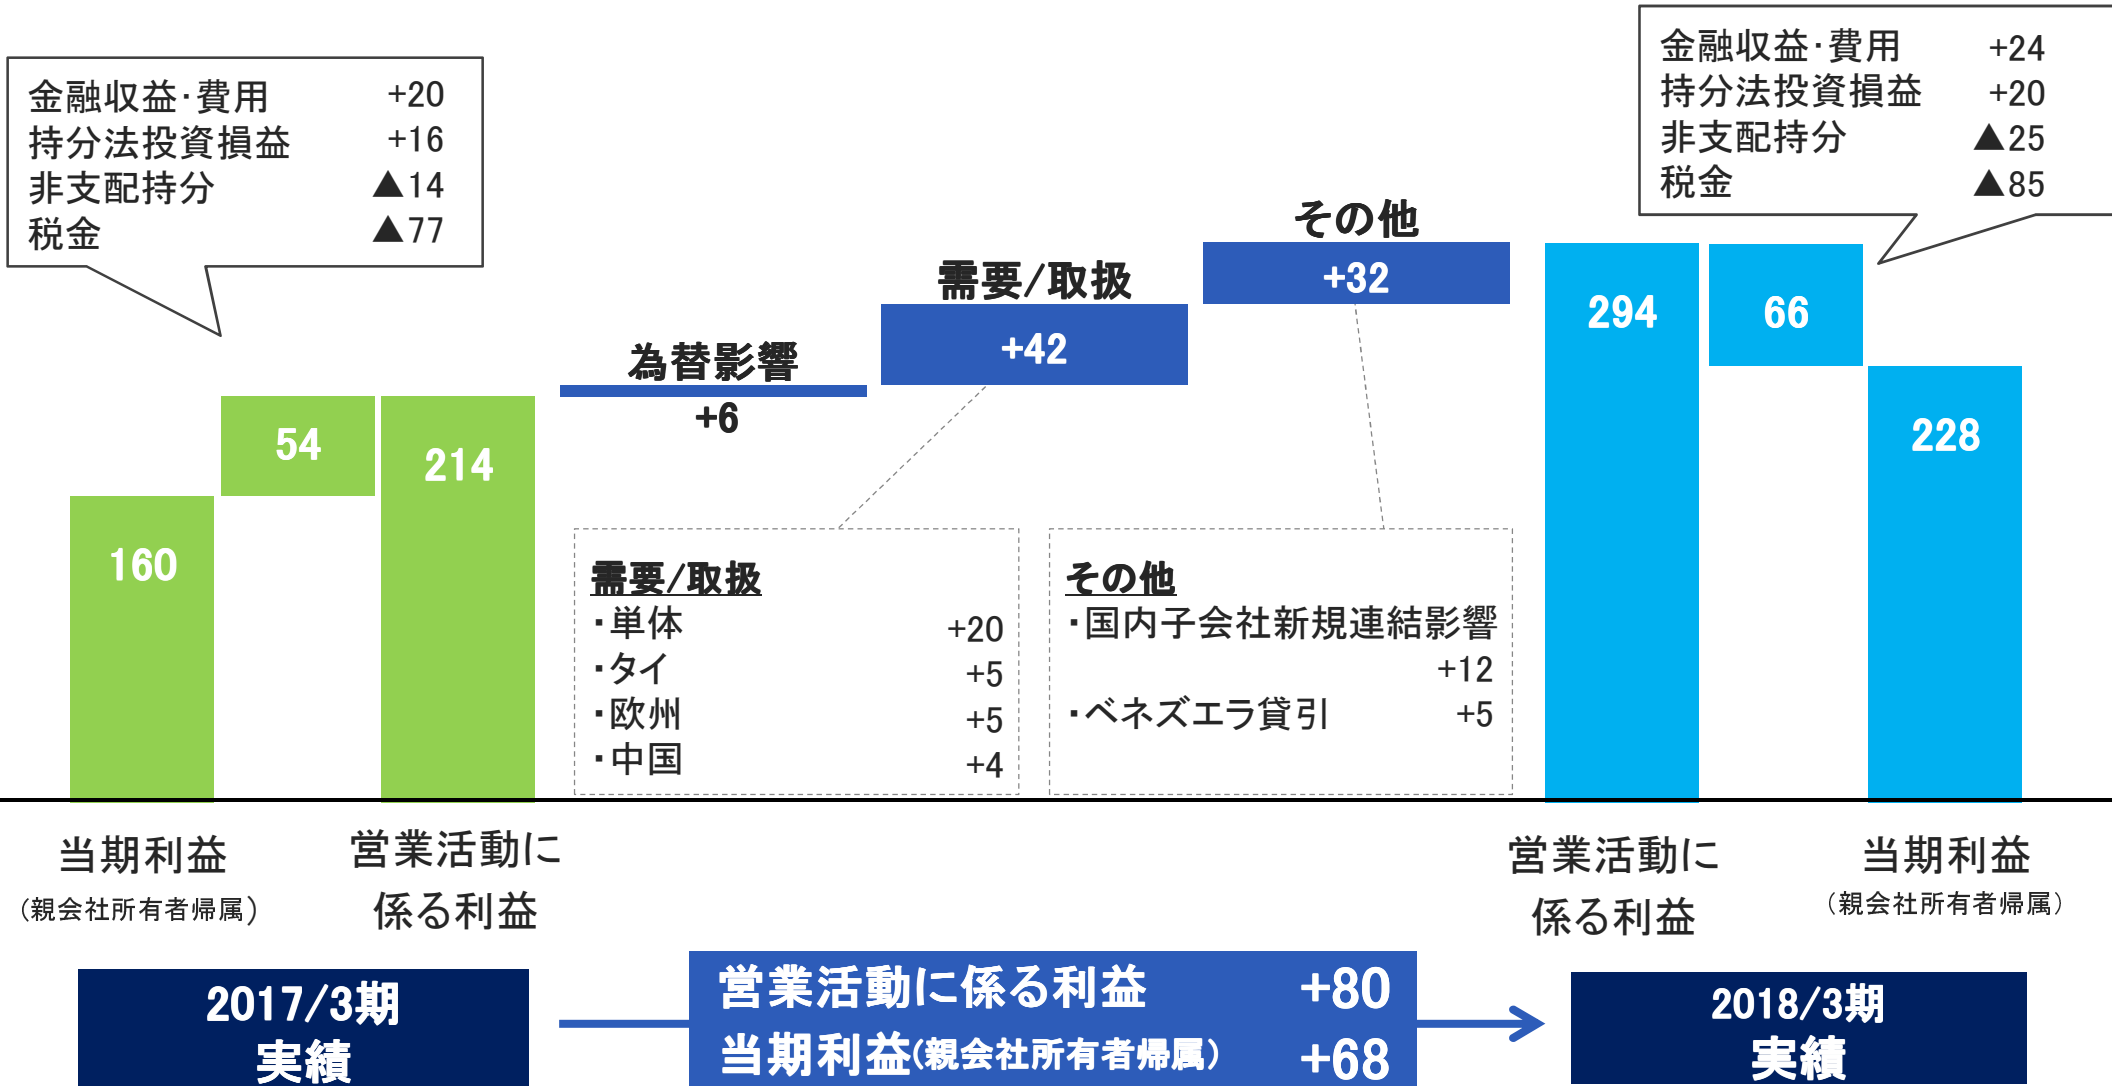 金融収益・費用 +20
持分法投資損益 +16
非支配持分 ▲14
税金 ▲77
金融収益・費用 +24
持分法投資損益 +20
非支配持分 ▲25
税金 ▲85
その他
+32
需要/取扱
+42
為替影響
+6
160
54
214
294
66
228
需要/取扱
・単体 +20
・タイ +5
・欧州 +5
・中国 +4
その他
・国内子会社新規連結影響
+12
・ベネズエラ貸引 +5
当期利益
(親会社所有者帰属)
営業活動に
係る利益
営業活動に
係る利益
当期利益
(親会社所有者帰属)
2017/3期
実績
営業活動に係る利益 +80
当期利益(親会社所有者帰属) +68
2018/3期
実績